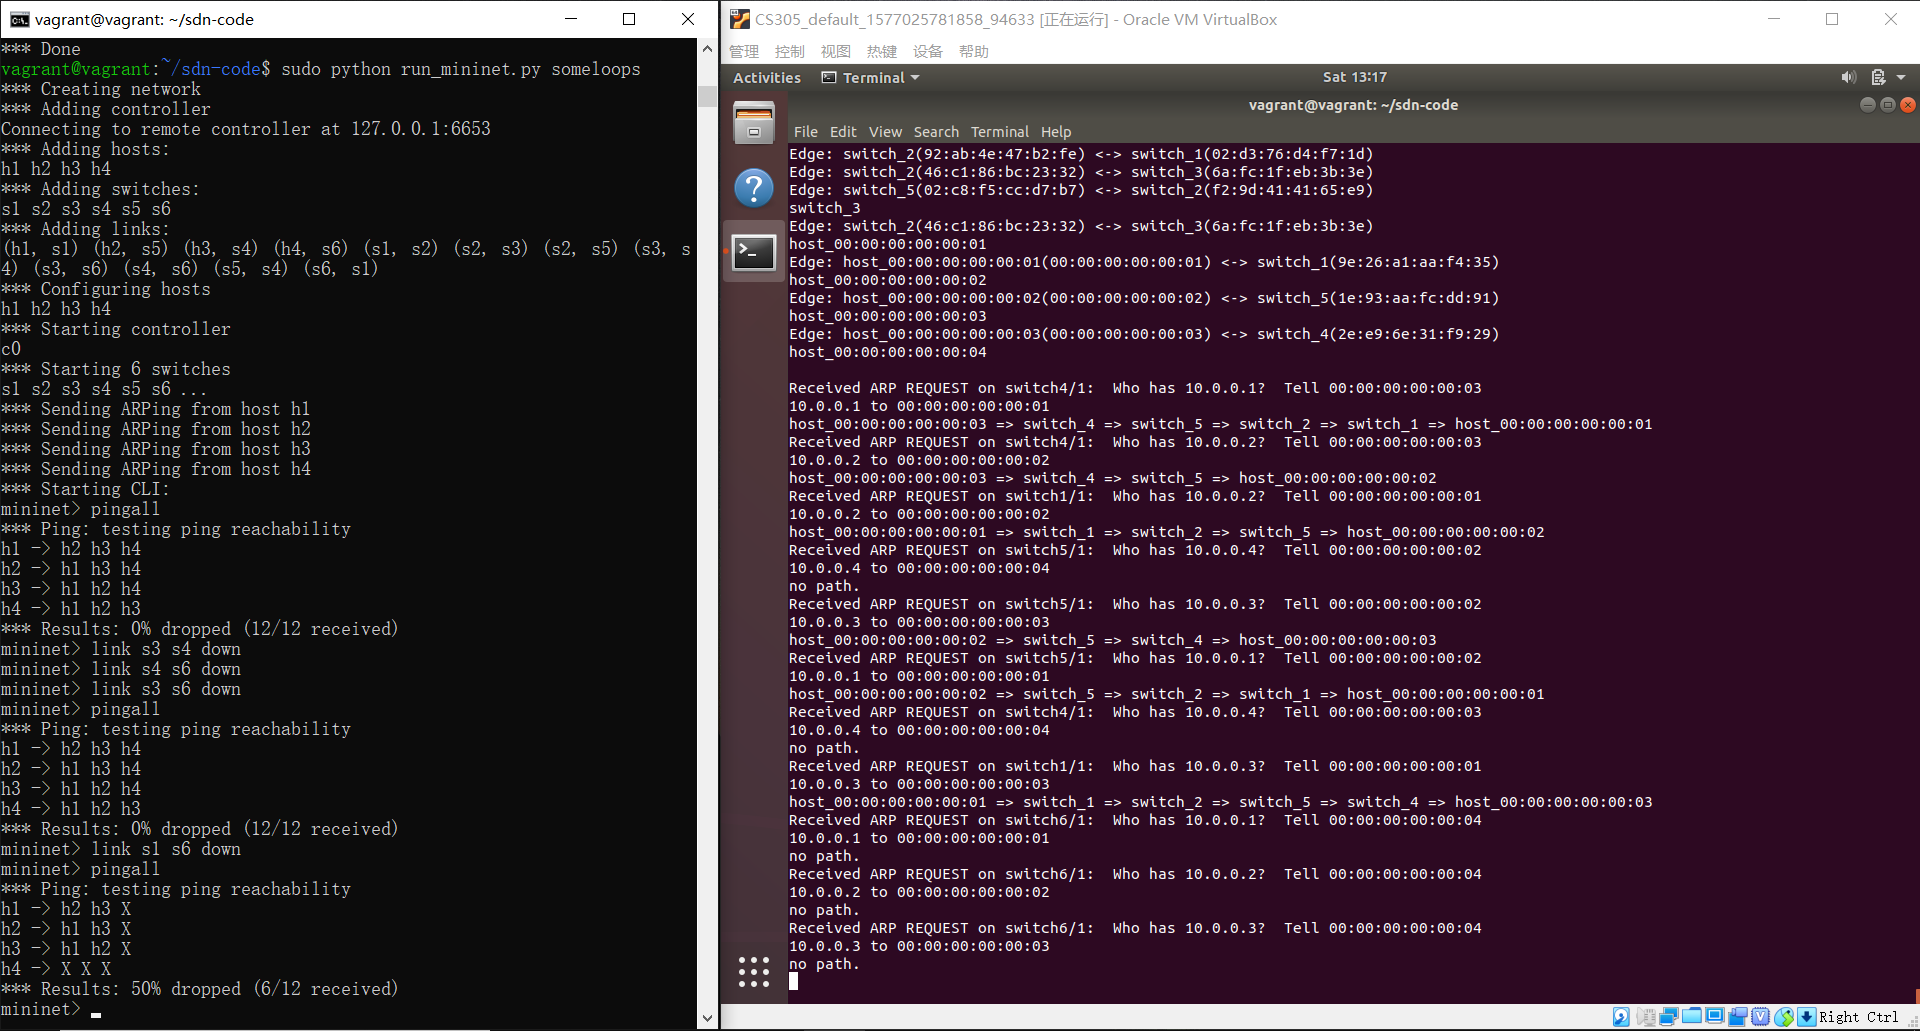 vagrant@vagrant: ~/sdn-code
*** Done
vagrant@vagrant:~/sdn-code$ sudo python run_mininet.py someloops
*** Creating network
*** Adding controller
Connecting to remote controller at 127.0.0.1:6653
*** Adding hosts:
h1 h2 h3 h4
*** Adding switches:
s1 s2 s3 s4 s5 s6
*** Adding links:
(h1, s1) (h2, s5) (h3, s4) (h4, s6) (s1, s2) (s2, s3) (s2, s5) (s3, s
4) (s3, s6) (s4, s6) (s5, s4) (s6, s1)
*** Configuring hosts
h1 h2 h3 h4
*** Starting controller
c0
*** Starting 6 switches
s1 s2 s3 s4 s5 s6 ...
*** Sending ARPing from host h1
*** Sending ARPing from host h2
*** Sending ARPing from host h3
*** Sending ARPing from host h4
*** Starting CLI:
mininet> pingall
*** Ping: testing ping reachability
h1 -> h2 h3 h4
h2 -> h1 h3 h4
h3 -> h1 h2 h4
h4 -> h1 h2 h3
*** Results: 0% dropped (12/12 received)
mininet> link s3 s4 down
mininet> link s4 s6 down
mininet> link s3 s6 down
mininet> pingall
*** Ping: testing ping reachability
h1 -> h2 h3 h4
h2 -> h1 h3 h4
h3 -> h1 h2 h4
h4 -> h1 h2 h3
*** Results: 0% dropped (12/12 received)
mininet> link s1 s6 down
mininet> pingall
*** Ping: testing ping reachability
h1 -> h2 h3 X
h2 -> h1 h3 X
h3 -> h1 h2 X
h4 -> X X X
*** Results: 50% dropped (6/12 received)
mininet>
CS305_default_1577025781858_94633 [正在运行] - Oracle VM VirtualBox
管理 控制 视图 热键 设备 帮助
Activities Terminal Sat 13:17
vagrant@vagrant: ~/sdn-code
File Edit View Search Terminal Help
Edge: switch_2(92:ab:4e:47:b2:fe) <-> switch_1(02:d3:76:d4:f7:1d)
Edge: switch_2(46:c1:86:bc:23:32) <-> switch_3(6a:fc:1f:eb:3b:3e)
Edge: switch_5(02:c8:f5:cc:d7:b7) <-> switch_2(f2:9d:41:41:65:e9)
switch_3
Edge: switch_2(46:c1:86:bc:23:32) <-> switch_3(6a:fc:1f:eb:3b:3e)
host_00:00:00:00:00:01
Edge: host_00:00:00:00:00:01(00:00:00:00:00:01) <-> switch_1(9e:26:a1:aa:f4:35)
host_00:00:00:00:00:02
Edge: host_00:00:00:00:00:02(00:00:00:00:00:02) <-> switch_5(1e:93:aa:fc:dd:91)
host_00:00:00:00:00:03
Edge: host_00:00:00:00:00:03(00:00:00:00:00:03) <-> switch_4(2e:e9:6e:31:f9:29)
host_00:00:00:00:00:04
Received ARP REQUEST on switch4/1:  Who has 10.0.0.1?  Tell 00:00:00:00:00:03
10.0.0.1 to 00:00:00:00:00:01
host_00:00:00:00:00:03 => switch_4 => switch_5 => switch_2 => switch_1 => host_00:00:00:00:00:01
Received ARP REQUEST on switch4/1:  Who has 10.0.0.2?  Tell 00:00:00:00:00:03
10.0.0.2 to 00:00:00:00:00:02
host_00:00:00:00:00:03 => switch_4 => switch_5 => host_00:00:00:00:00:02
Received ARP REQUEST on switch1/1:  Who has 10.0.0.2?  Tell 00:00:00:00:00:01
10.0.0.2 to 00:00:00:00:00:02
host_00:00:00:00:00:01 => switch_1 => switch_2 => switch_5 => host_00:00:00:00:00:02
Received ARP REQUEST on switch5/1:  Who has 10.0.0.4?  Tell 00:00:00:00:00:02
10.0.0.4 to 00:00:00:00:00:04
no path.
Received ARP REQUEST on switch5/1:  Who has 10.0.0.3?  Tell 00:00:00:00:00:02
10.0.0.3 to 00:00:00:00:00:03
host_00:00:00:00:00:02 => switch_5 => switch_4 => host_00:00:00:00:00:03
Received ARP REQUEST on switch5/1:  Who has 10.0.0.1?  Tell 00:00:00:00:00:02
10.0.0.1 to 00:00:00:00:00:01
host_00:00:00:00:00:02 => switch_5 => switch_2 => switch_1 => host_00:00:00:00:00:01
Received ARP REQUEST on switch4/1:  Who has 10.0.0.4?  Tell 00:00:00:00:00:03
10.0.0.4 to 00:00:00:00:00:04
no path.
Received ARP REQUEST on switch1/1:  Who has 10.0.0.3?  Tell 00:00:00:00:00:01
10.0.0.3 to 00:00:00:00:00:03
host_00:00:00:00:00:01 => switch_1 => switch_2 => switch_5 => switch_4 => host_00:00:00:00:00:03
Received ARP REQUEST on switch6/1:  Who has 10.0.0.1?  Tell 00:00:00:00:00:04
10.0.0.1 to 00:00:00:00:00:01
no path.
Received ARP REQUEST on switch6/1:  Who has 10.0.0.2?  Tell 00:00:00:00:00:04
10.0.0.2 to 00:00:00:00:00:02
no path.
Received ARP REQUEST on switch6/1:  Who has 10.0.0.3?  Tell 00:00:00:00:00:04
10.0.0.3 to 00:00:00:00:00:03
no path.
Right Ctrl